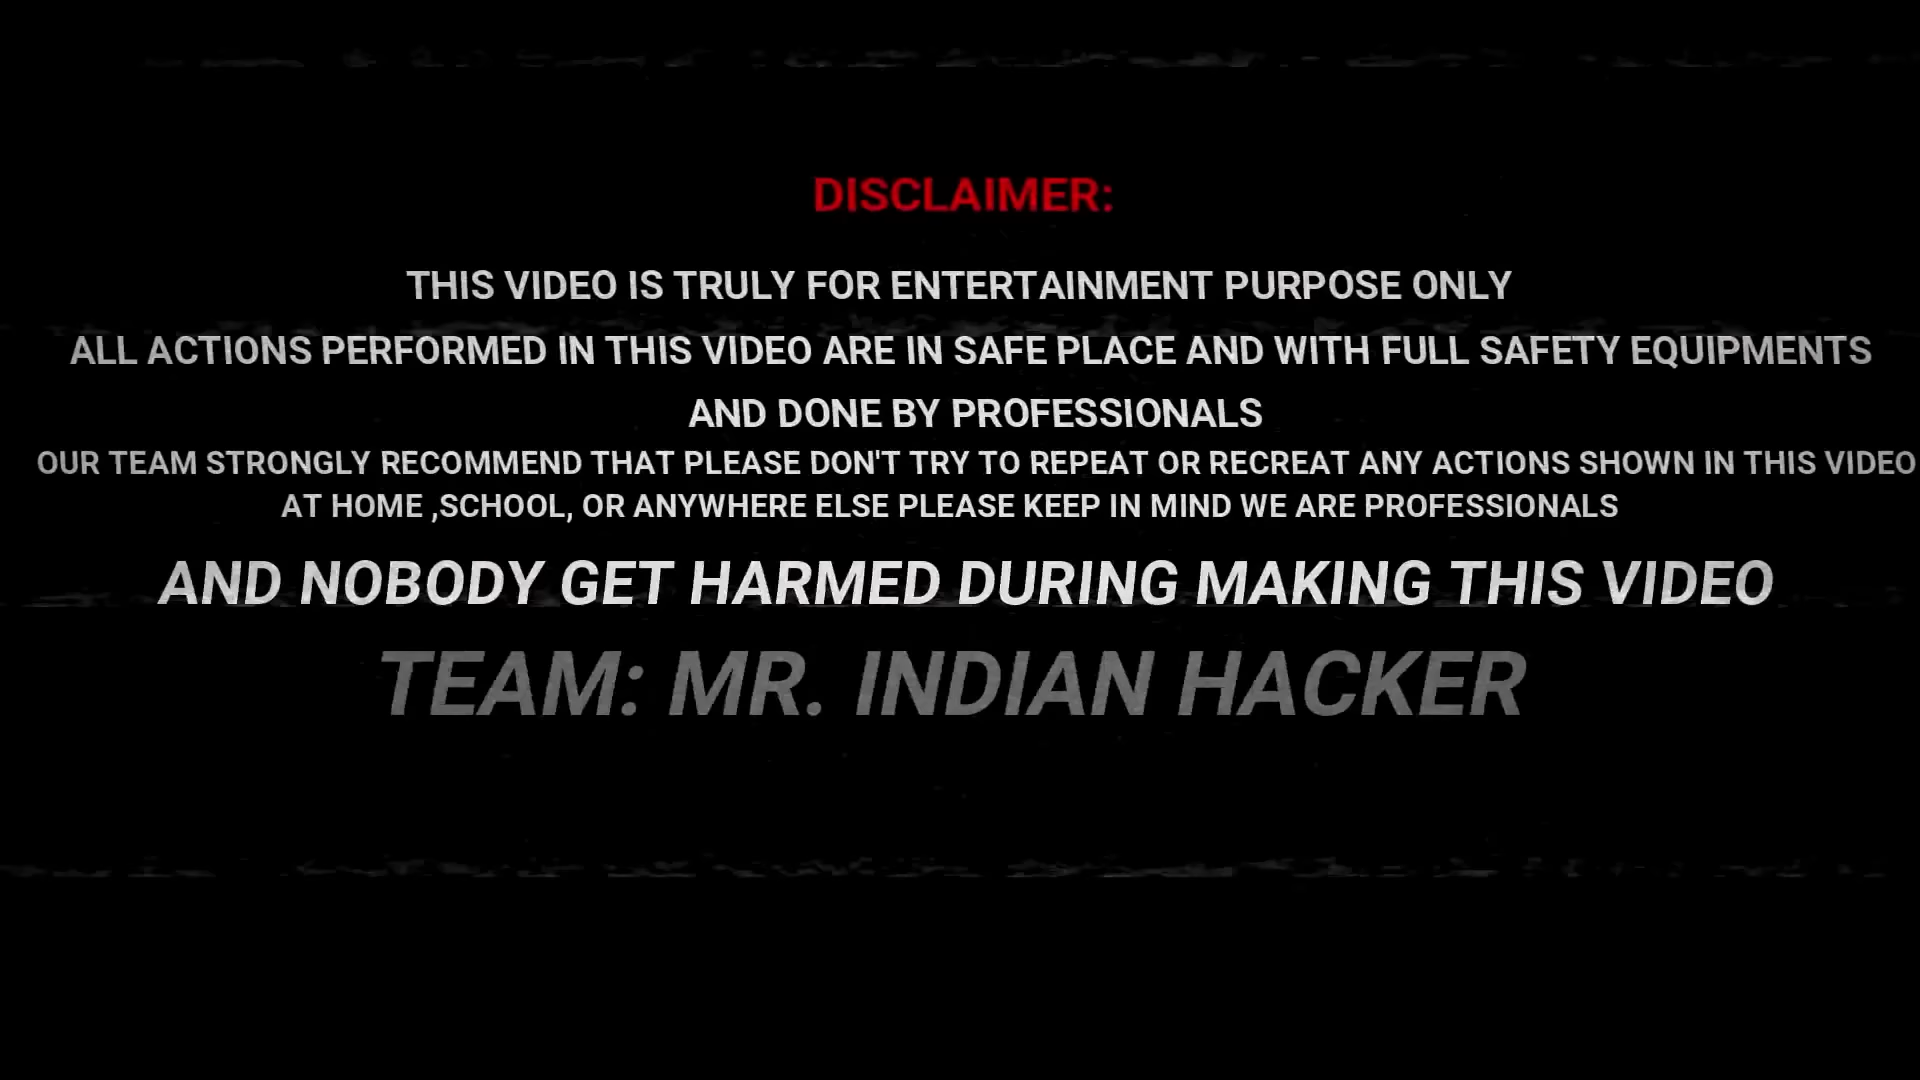 DISCLAIMER:
THIS VIDEO IS TRULY FOR ENTERTAINMENT PURPOSE ONLY
ALL ACTIONS PERFORMED IN THIS VIDEO ARE IN SAFE PLACE AND WITH FULL SAFETY EQUIPMENTS
AND DONE BY PROFESSIONALS
OUR TEAM STRONGLY RECOMMEND THAT PLEASE DON'T TRY TO REPEAT OR RECREAT ANY ACTIONS SHOWN IN THIS VIDEO
AT HOME ,SCHOOL, OR ANYWHERE ELSE PLEASE KEEP IN MIND WE ARE PROFESSIONALS
AND NOBODY GET HARMED DURING MAKING THIS VIDEO
TEAM: MR. INDIAN HACKER